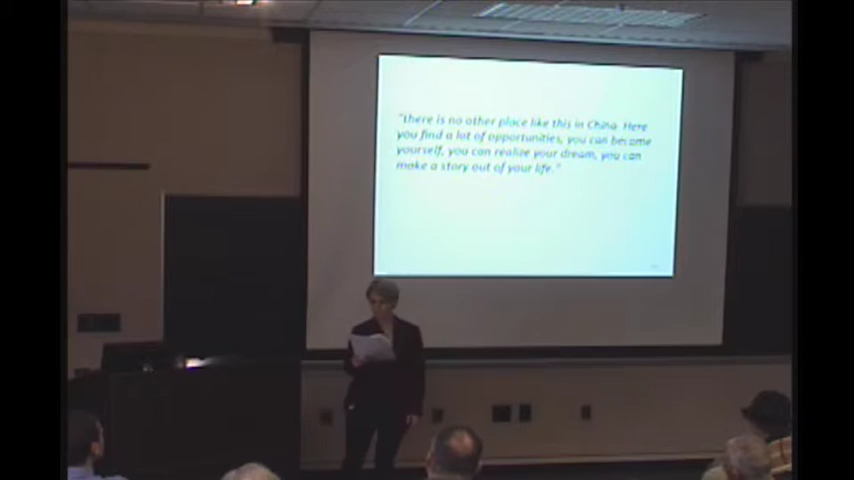 "there is no other place like this in China. Here
you find a lot of opportunities, you can become
yourself, you can realize your dream, you can
make a story out of your life."